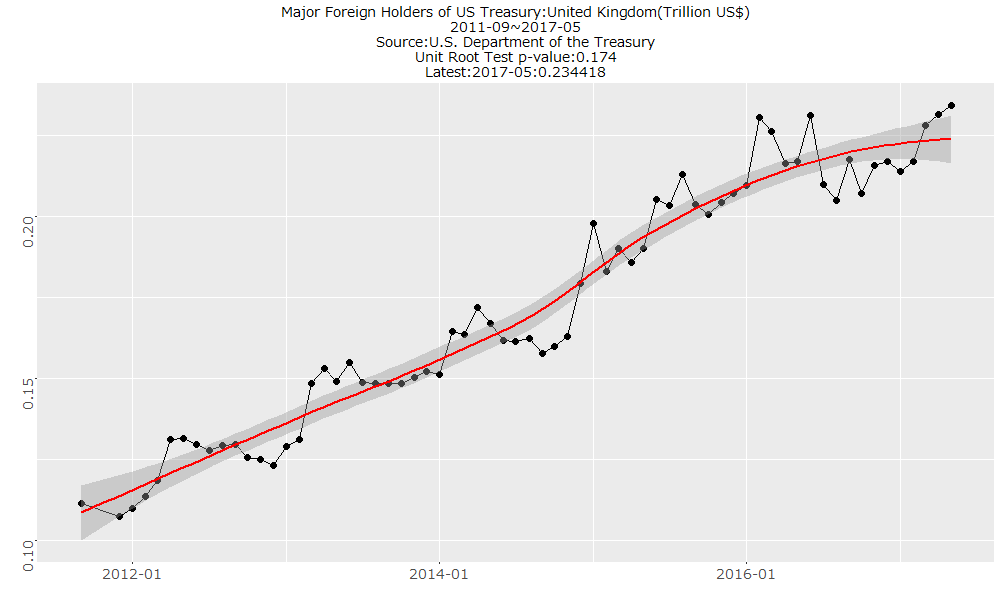 Major Foreign Holders of US Treasury:United Kingdom(Trillion US$)
2011-09~2017-05
Source:U.S. Department of the Treasury
Unit Root Test p-value:0.174
Latest:2017-05:0.234418
0.20
0.15
0.10
2012-01
2014-01
2016-01